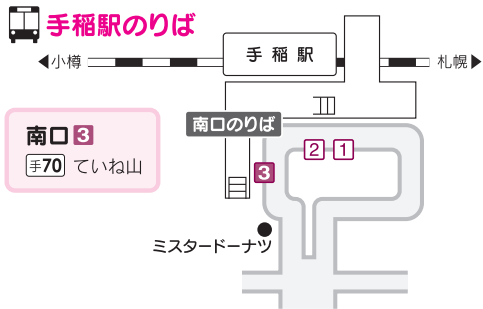 手稲駅のりば
◀小樽
手稲駅
札幌▶
南口 3
手70 ていね山
南口のりば
2 1
3
ミスタードーナツ